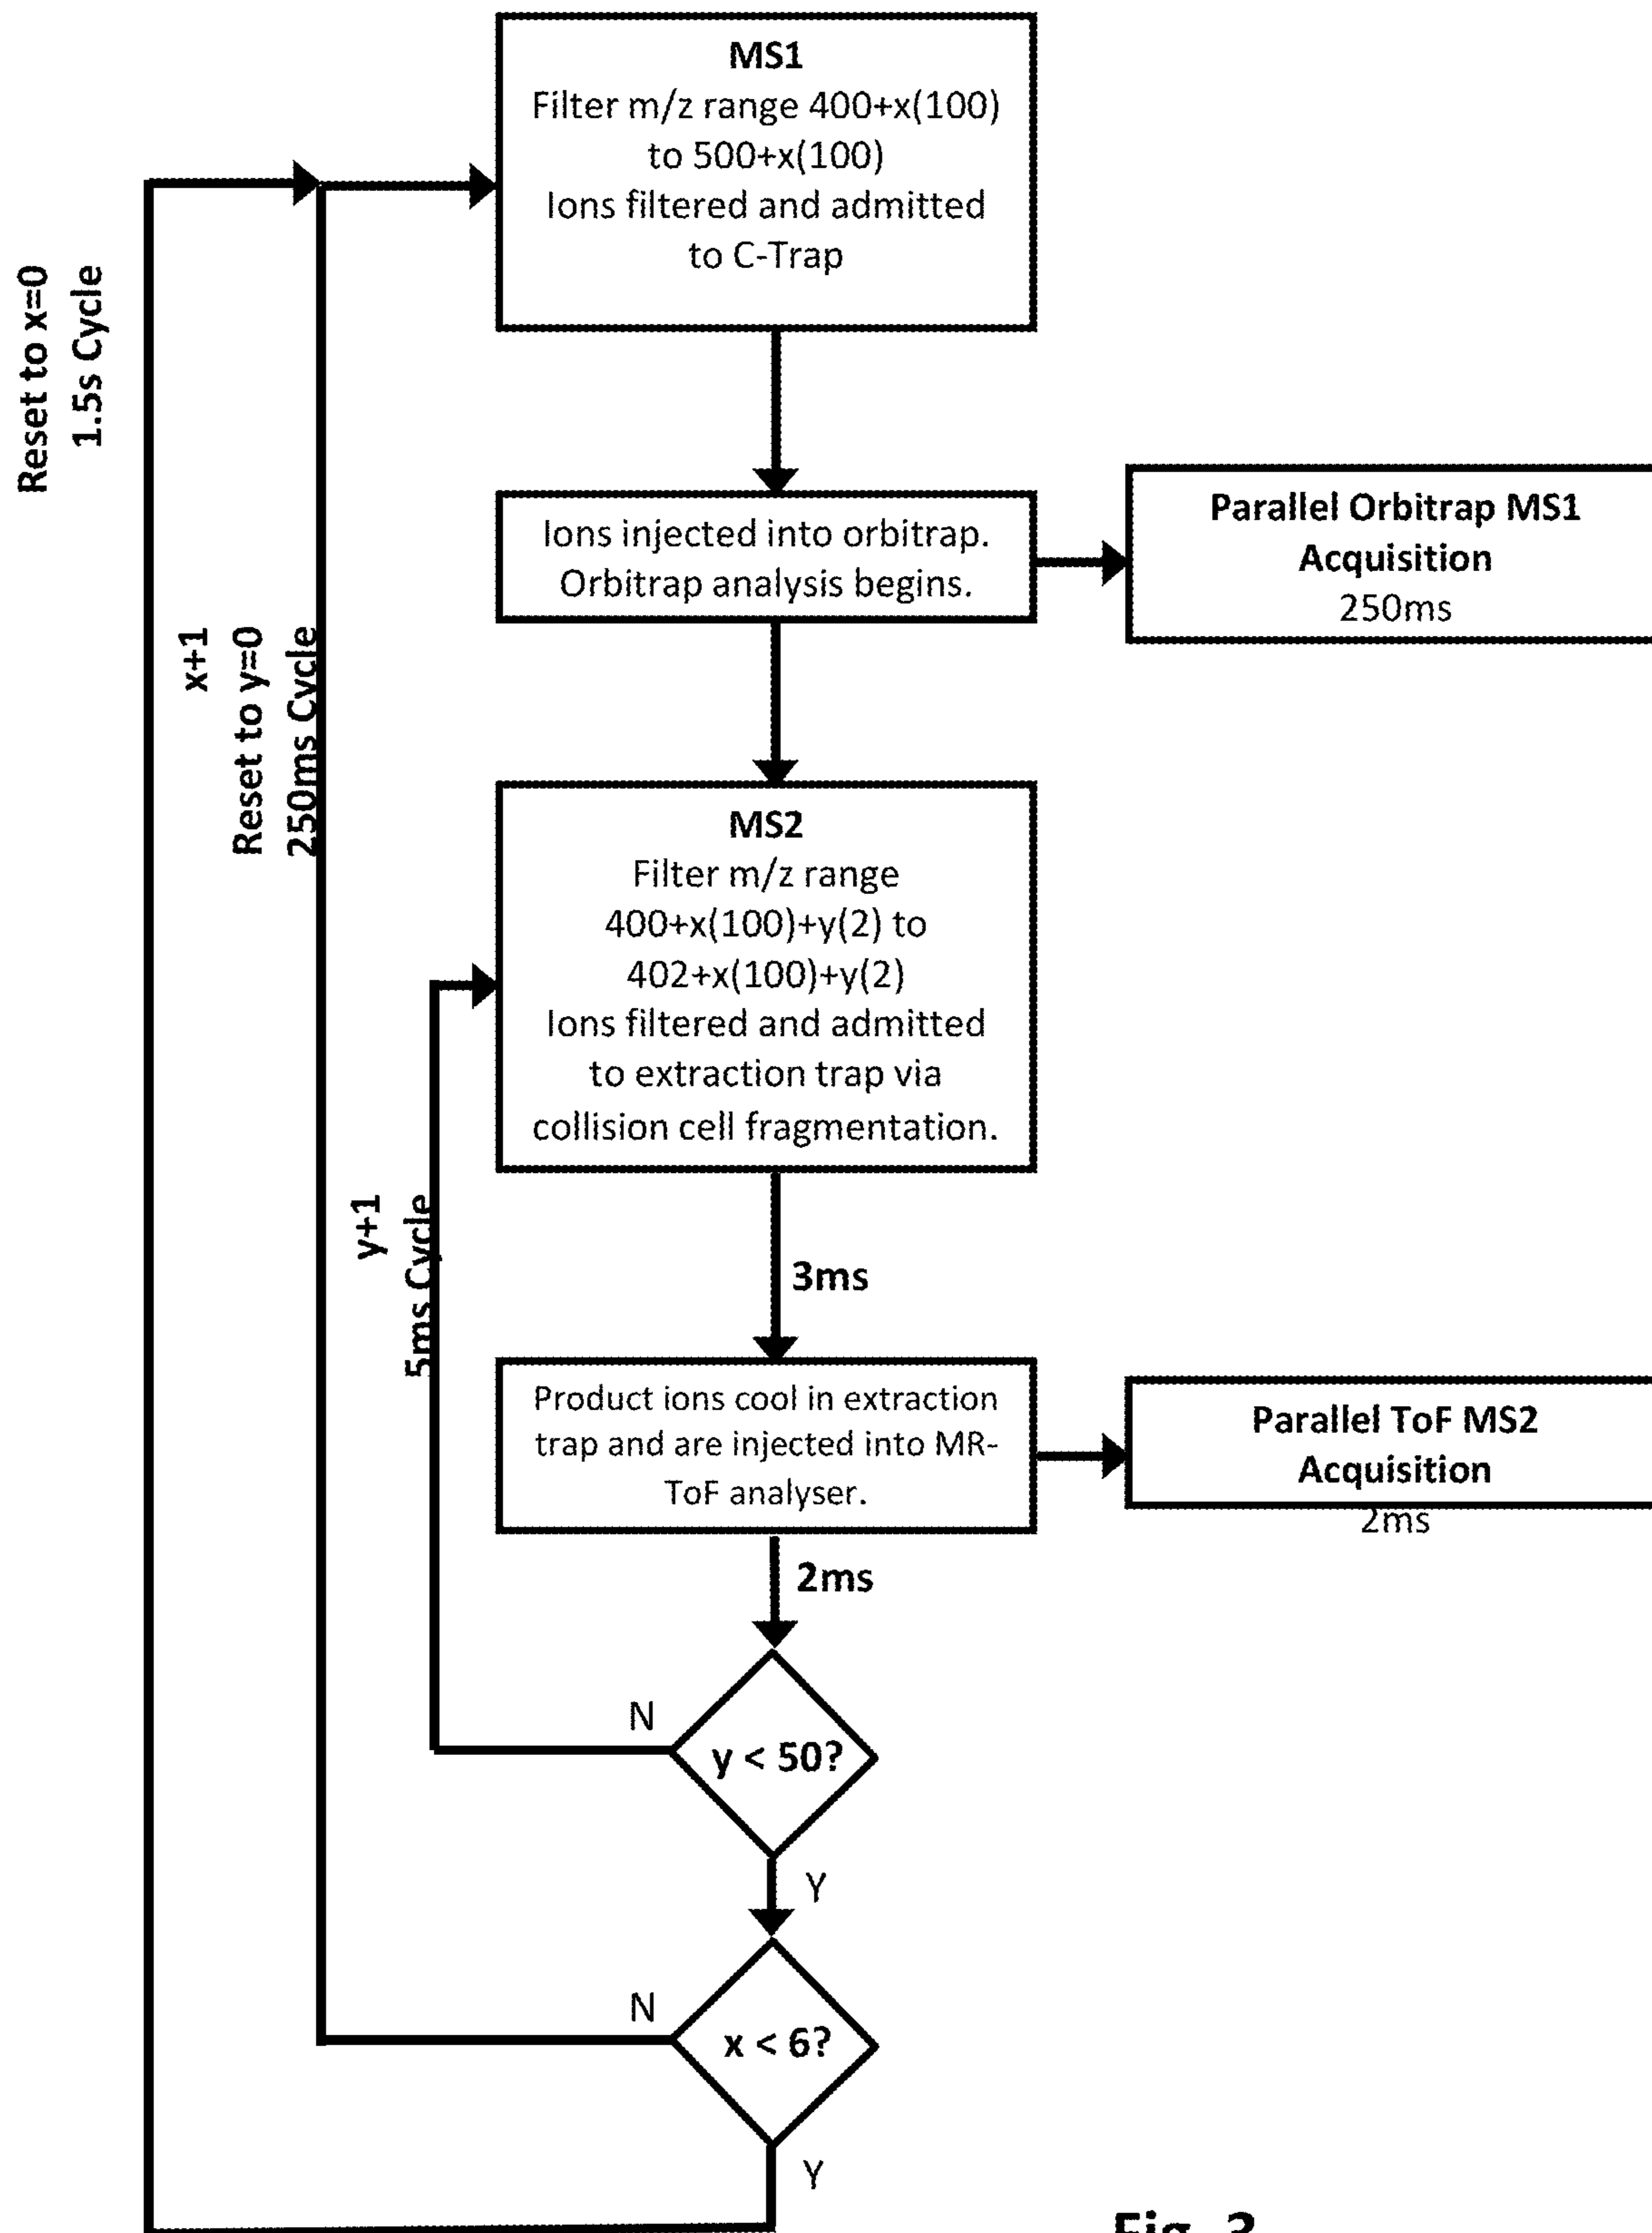 MS1
Filter m/z range 400+x(100)
to 500+x(100)
Ions filtered and admitted
to C-Trap
Reset to x=0
1.5s Cycle
Ions injected into orbitrap.
Orbitrap analysis begins.
Parallel Orbitrap MS1
Acquisition
250ms
x+1
Reset to y=0
250ms Cycle
MS2
Filter m/z range
400+x(100)+y(2) to
402+x(100)+y(2)
Ions filtered and admitted
to extraction trap via
collision cell fragmentation.
y+1
5ms Cycle
3ms
Product ions cool in extraction
trap and are injected into MR-
ToF analyser.
Parallel ToF MS2
Acquisition
2ms
2ms
N
y < 50?
Y
N
x < 6?
Y
Fig. 3